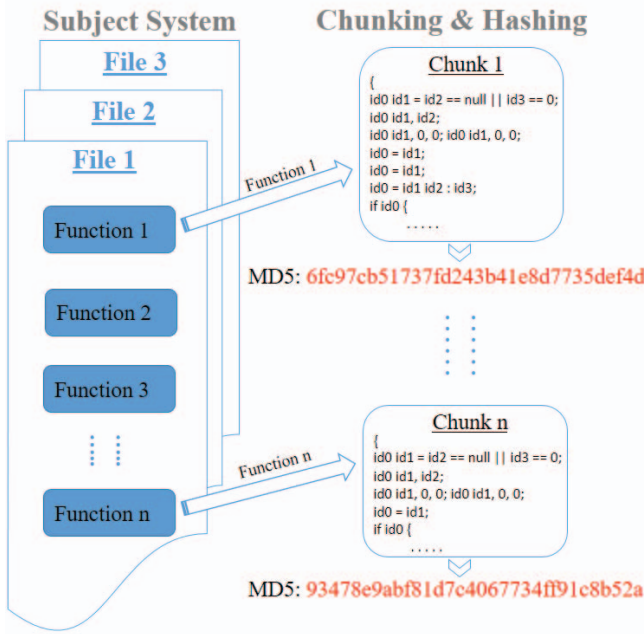 Subject System
Chunking & Hashing
File 3
File 2
File 1
Function 1
Function 2
Function 3
Function n
Function 1
Function n
Chunk 1
{
id0 id1 = id2 == null || id3 == 0;
id0 id1, id2;
id0 id1, 0, 0; id0 id1, 0, 0;
id0 = id1;
id0 = id1;
id0 = id1 id2 : id3;
if id0 {
. . . . .
MD5: 6fc97cb51737fd243b41e8d7735def4d
Chunk n
{
id0 id1 = id2 == null || id3 == 0;
id0 id1, id2;
id0 id1, 0, 0; id0 id1, 0, 0;
id0 = id1;
if id0 {
. . . . .
MD5: 93478e9abf81d7c4067734ff91c8b52a